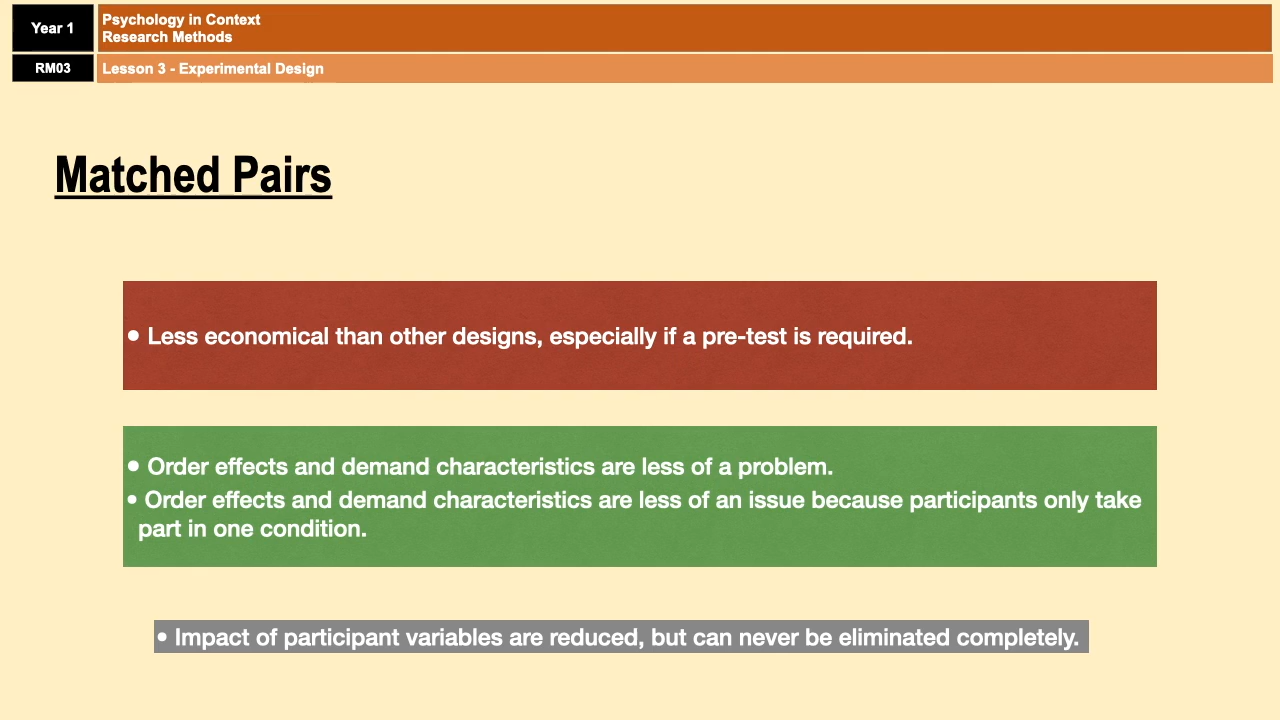 Year 1
Psychology in Context
Research Methods
RM03
Lesson 3 - Experimental Design
Matched Pairs
• Less economical than other designs, especially if a pre-test is required.
• Order effects and demand characteristics are less of a problem.
• Order effects and demand characteristics are less of an issue because participants only take
part in one condition.
• Impact of participant variables are reduced, but can never be eliminated completely.